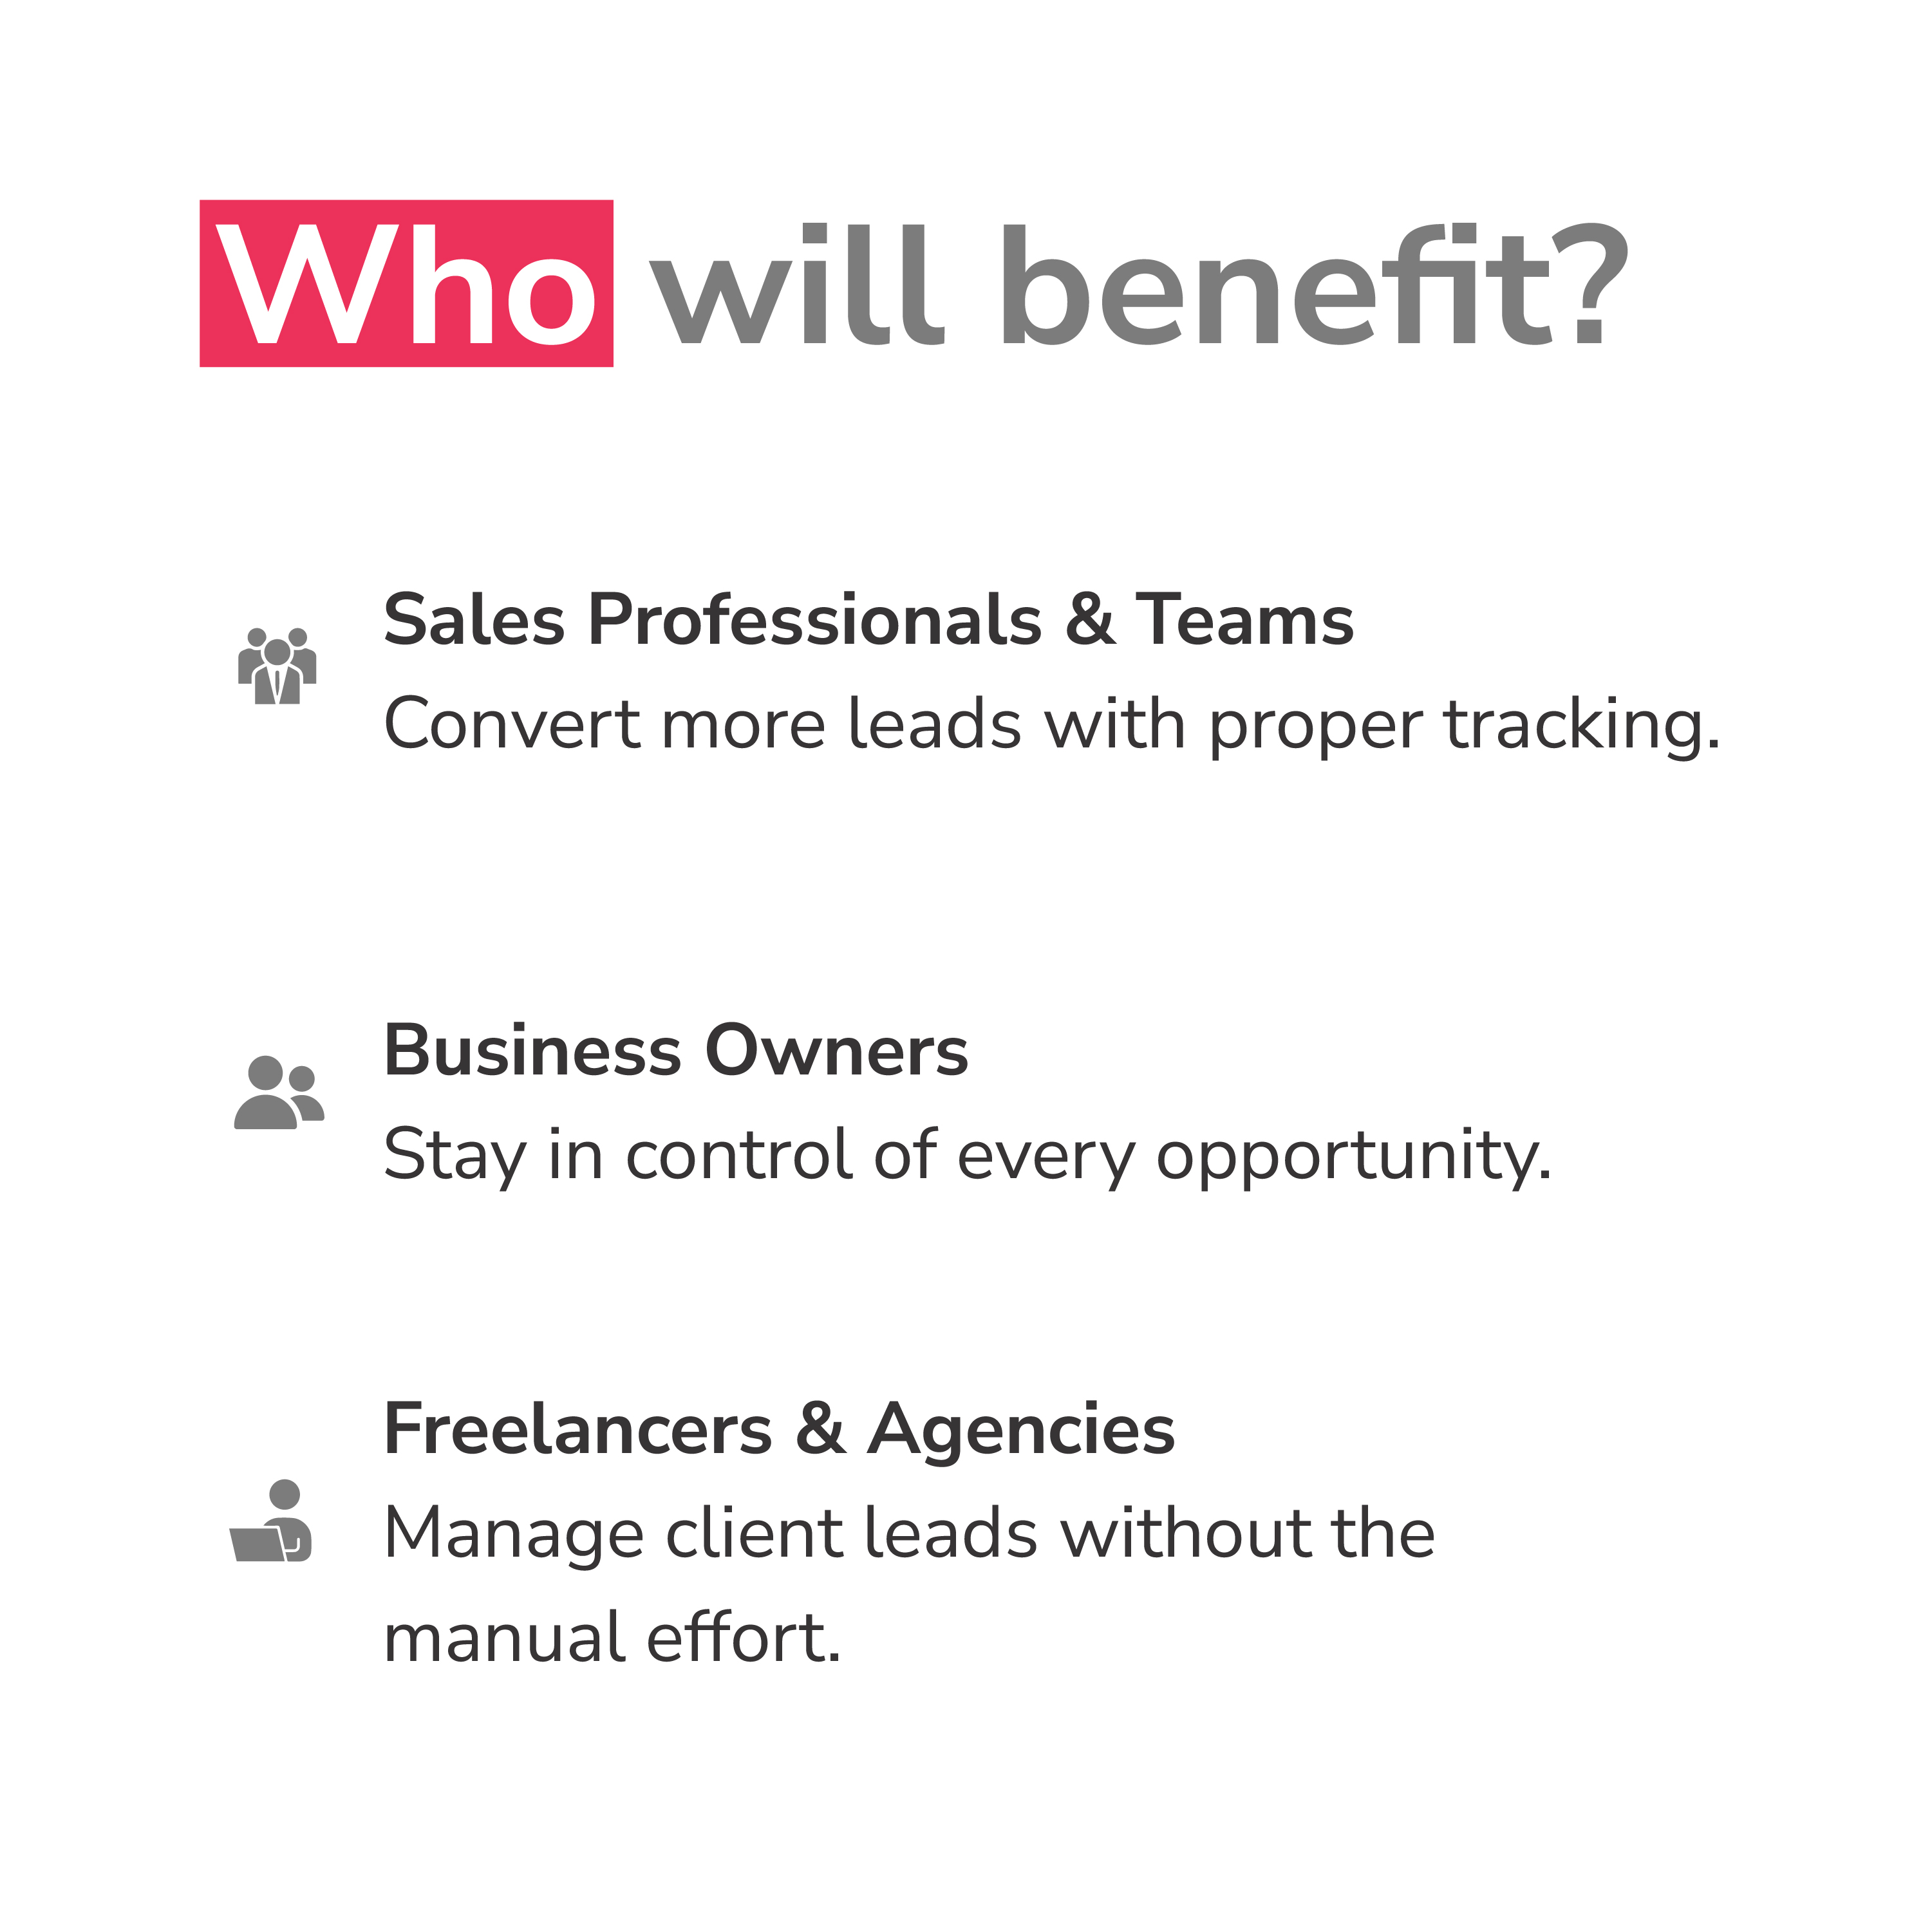 Who will benefit?
Sales Professionals & Teams
Convert more leads with proper tracking.
Business Owners
Stay in control of every opportunity.
Freelancers & Agencies
Manage client leads without the
manual effort.